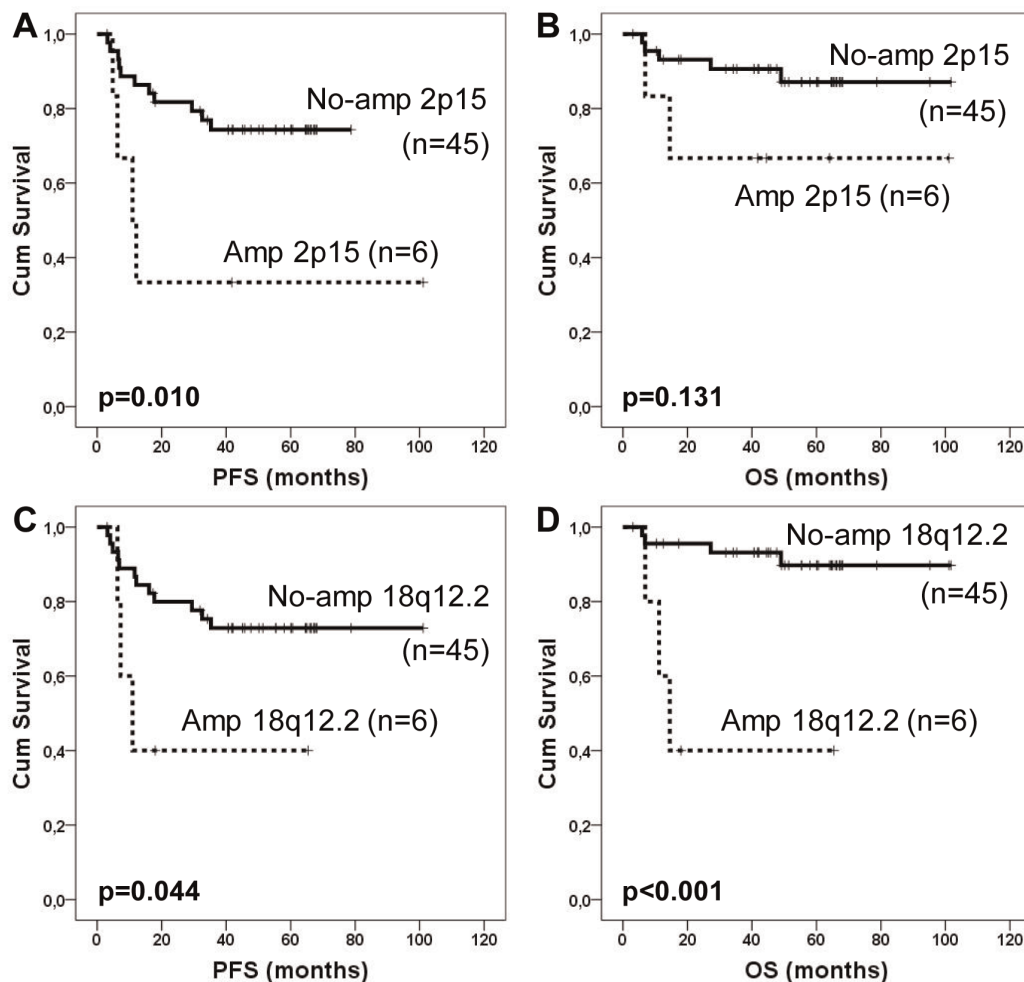 A
1,0
0,8
0,6
0,4
0,2
0,0
Cum Survival
No-amp 2p15
(n=45)
Amp 2p15 (n=6)
p=0.010
0 20 40 60 80 100 120
PFS (months)
B
1,0
0,8
0,6
0,4
0,2
0,0
Cum Survival
No-amp 2p15
(n=45)
Amp 2p15 (n=6)
p=0.131
0 20 40 60 80 100 120
OS (months)
C
1,0
0,8
0,6
0,4
0,2
0,0
Cum Survival
No-amp 18q12.2
(n=45)
Amp 18q12.2 (n=6)
p=0.044
0 20 40 60 80 100 120
PFS (months)
D
1,0
0,8
0,6
0,4
0,2
0,0
Cum Survival
No-amp 18q12.2
(n=45)
Amp 18q12.2 (n=6)
p<0.001
0 20 40 60 80 100 120
OS (months)